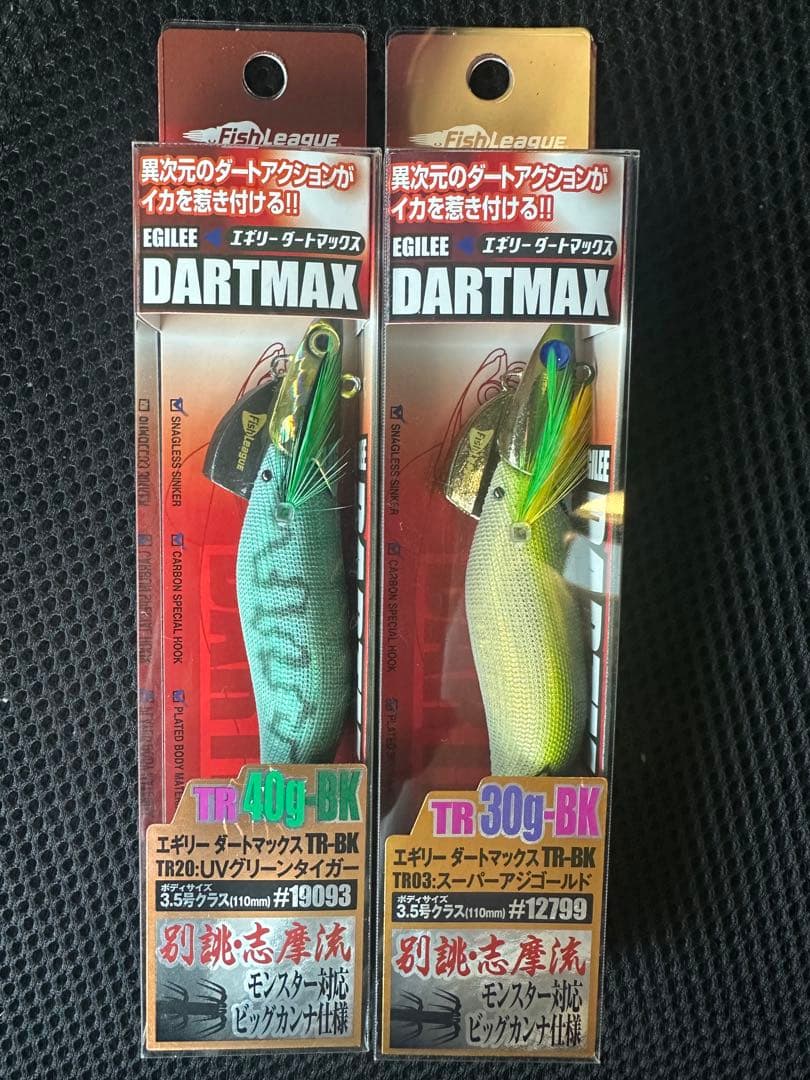 FishLeague
異次元のダートアクションが
イカを惹き付ける!!
EGILEE エギリー ダートマックス
DARTMAX
FishLeague
SNAGLESS SINKER
CARBON SPECIAL HOOK
PLATED BODY MATE
TR 40g-BK
エギリー ダートマックス TR-BK
TR20:UVグリーンタイガー
ボディサイズ
3.5号クラス(110mm) #19093
別誂・志摩流
モンスター対応
ビッグカンナ仕様
FishLeague
異次元のダートアクションが
イカを惹き付ける!!
EGILEE エギリー ダートマックス
DARTMAX
FishLeague
SNAGLESS SINKER
CARBON SPECIAL HOOK
PLATED
TR 30g-BK
エギリー ダートマックス TR-BK
TR03:スーパーアジゴールド
ボディサイズ
3.5号クラス(110mm) #12799
別誂・志摩流
モンスター対応
ビッグカンナ仕様